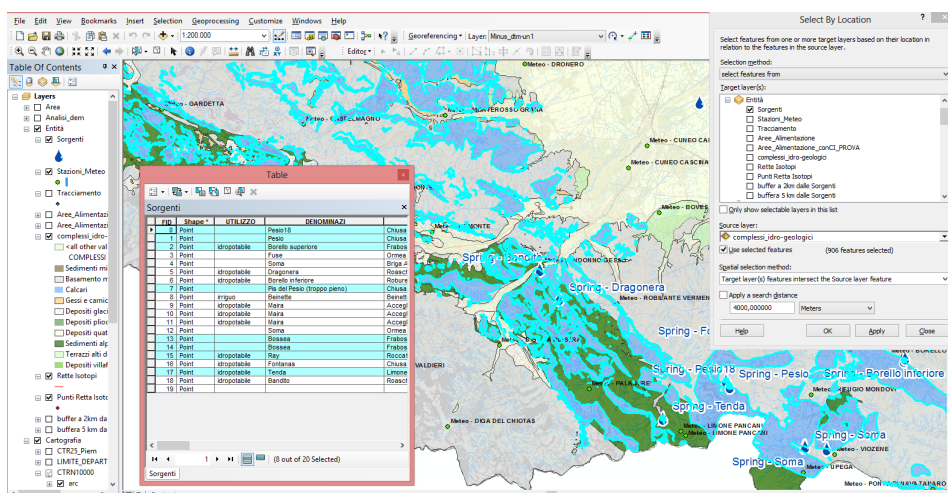 File Edit View Bookmarks Insert Selection Geoprocessing Customize Windows Help
1:200.000
Georeferencing Layer: Minus_dtm-un1
Editor
Table Of Contents
Layers
Area
Analisi_dem
Entità
Sorgenti
Stazioni_Meteo
Tracciamento
Aree_Alimentazi
Aree_Alimentazi
complessi_idro-
<all other val
COMPLESSI
Sedimenti mi
Basamento m
Calcari
Gessi e carnic
Depositi glaci
Depositi plioc
Depositi quat
Sedimenti alp
Terrazzi alti d
Depositi villaf
Rette Isotopi
Punti Retta Isotc
buffer a 2km da
buffer a 5 km da
Cartografia
CTR25_Piem
LIMITE_DEPART
CTRN10000
arc
Meteo - DRONERO
Meteo - CUNEO CASCINA
Meteo - BOVES
Spring - Dragonera
Spring - Pesio18
Spring - Pesio
Spring - Borello inferiore
Spring - Tenda
Meteo - RIFUGIO MONDOVI
Meteo - LIMONE PANCANI
Meteo - DIGA DEL CHIOTAS
VALDIERI
Spring - Soma
Meteo - VIOZENE
Spring - Soma
Meteo - UPEGA
Table
Sorgenti
FID Shape * UTILIZZO DENOMINAZI
0 Point Pesio18 Chiusa
1 Point Pesio Chiusa
2 Point idropotabile Borello superiore Frabos
3 Point Fuse Ormea
4 Point Soma Briga A
5 Point idropotabile Dragonera Roasch
6 Point idropotabile Borello inferiore Robure
7 Point Pis del Pesio (troppo pieno) Chiusa
8 Point irriguo Beinette Beinett
9 Point idropotabile Maira Accegl
10 Point idropotabile Maira Accegl
11 Point idropotabile Maira Accegl
12 Point Soma Ormea
13 Point Bossea Frabos
14 Point Bossea Frabos
15 Point idropotabile Ray Roccaf
16 Point idropotabile Fontanas Chiusa
17 Point idropotabile Tenda Limone
18 Point idropotabile Bandito Roasch
19 Point
1 (8 out of 20 Selected)
Sorgenti
Select By Location
Select features from one or more target layers based on their location in
relation to the features in the source layer.
Selection method:
select features from
Target layer(s):
Entità
Sorgenti
Stazioni_Meteo
Tracciamento
Aree_Alimentazione
Aree_Alimentazione_conCI_PROVA
complessi_idro-geologici
Rette Isotopi
Punti Retta Isotopi
buffer a 2km dalle Sorgenti
buffera 5 km dalle Sorgenti
Only show selectable layers in this list
Source layer:
complessi_idro-geologici
Use selected features (906 features selected)
Spatial selection method:
Target layer(s) features intersect the Source layer feature
Apply a search distance
4000,000000 Meters
Help OK Apply Close